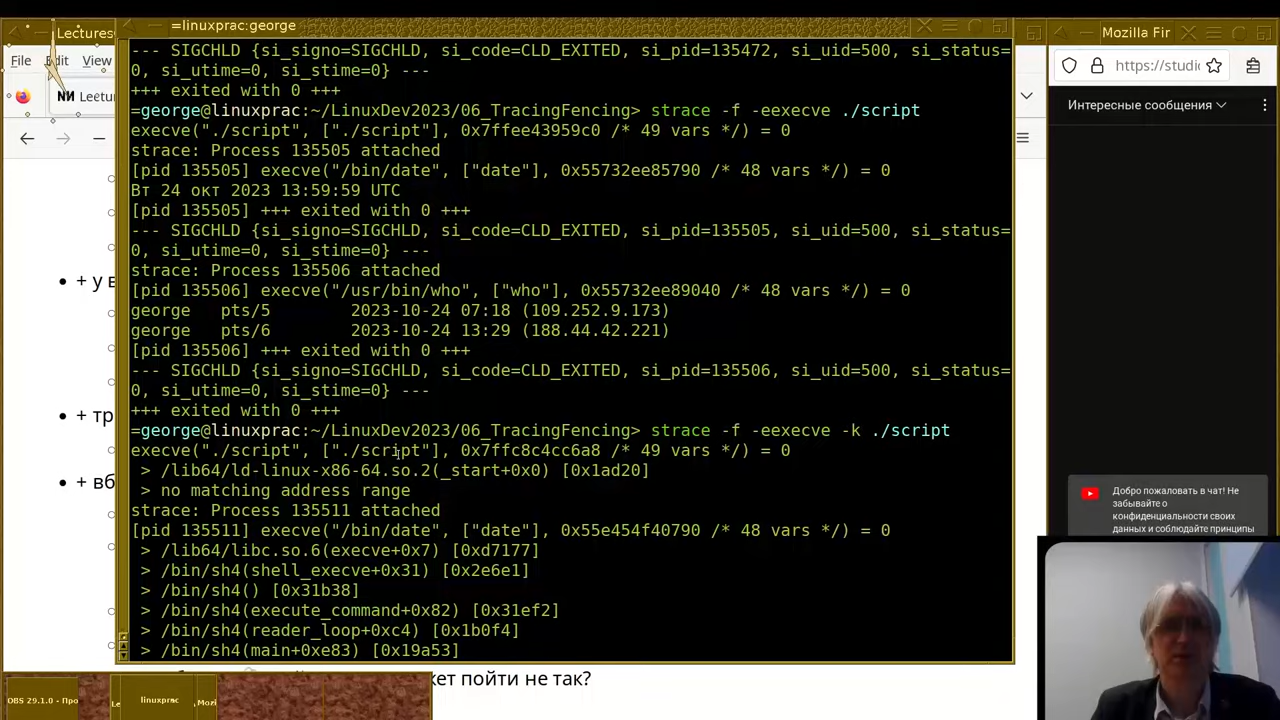 Lectures
=linuxprac:george
Mozilla Fir
File Edit View
Lectu
https://studi
Интересные сообщения
+ у в
+ тр
+ вб
--- SIGCHLD {si_signo=SIGCHLD, si_code=CLD_EXITED, si_pid=135472, si_uid=500, si_status=
0, si_utime=0, si_stime=0} ---
+++ exited with 0 +++
=george@linuxprac:~/LinuxDev2023/06_TracingFencing> strace -f -eexecve ./script
execve("./script", ["./script"], 0x7ffee43959c0 /* 49 vars */) = 0
strace: Process 135505 attached
[pid 135505] execve("/bin/date", ["date"], 0x55732ee85790 /* 48 vars */) = 0
Вт 24 окт 2023 13:59:59 UTC
[pid 135505] +++ exited with 0 +++
--- SIGCHLD {si_signo=SIGCHLD, si_code=CLD_EXITED, si_pid=135505, si_uid=500, si_status=
0, si_utime=0, si_stime=0} ---
strace: Process 135506 attached
[pid 135506] execve("/usr/bin/who", ["who"], 0x55732ee89040 /* 48 vars */) = 0
george   pts/5        2023-10-24 07:18 (109.252.9.173)
george   pts/6        2023-10-24 13:29 (188.44.42.221)
[pid 135506] +++ exited with 0 +++
--- SIGCHLD {si_signo=SIGCHLD, si_code=CLD_EXITED, si_pid=135506, si_uid=500, si_status=
0, si_utime=0, si_stime=0} ---
+++ exited with 0 +++
=george@linuxprac:~/LinuxDev2023/06_TracingFencing> strace -f -eexecve -k ./script
execve("./script", ["./script"], 0x7ffc8c4cc6a8 /* 49 vars */) = 0
 > /lib64/ld-linux-x86-64.so.2(_start+0x0) [0x1ad20]
 > no matching address range
strace: Process 135511 attached
[pid 135511] execve("/bin/date", ["date"], 0x55e454f40790 /* 48 vars */) = 0
 > /lib64/libc.so.6(execve+0x7) [0xd7177]
 > /bin/sh4(shell_execve+0x31) [0x2e6e1]
 > /bin/sh4() [0x31b38]
 > /bin/sh4(execute_command+0x82) [0x31ef2]
 > /bin/sh4(reader_loop+0xc4) [0x1b0f4]
 > /bin/sh4(main+0xe83) [0x19a53]
Добро пожаловать в чат! Не
забывайте о
конфиденциальности своих
данных и соблюдайте принципы
жет пойти не так?
DBS 29.1.0 - Про
Le
linuxprac
Mozi